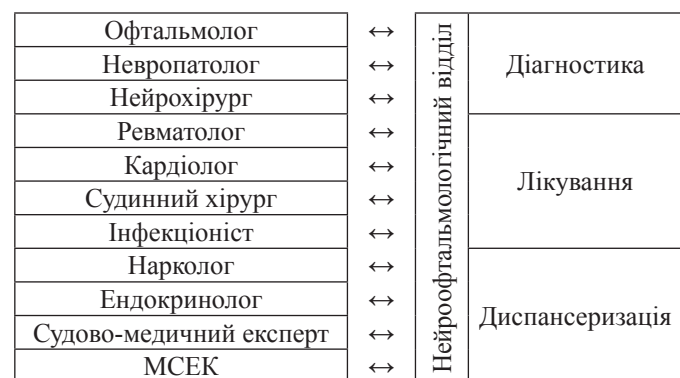 Офтальмолог ↔
Невропатолог ↔
Нейрохірург ↔
Ревматолог ↔
Кардіолог ↔
Судинний хірург ↔
Інфекціоніст ↔
Нарколог ↔
Ендокринолог ↔
Судово-медичний експерт ↔
МСЕК ↔
Нейроофтальмологічний відділ
Діагностика
Лікування
Диспансеризація